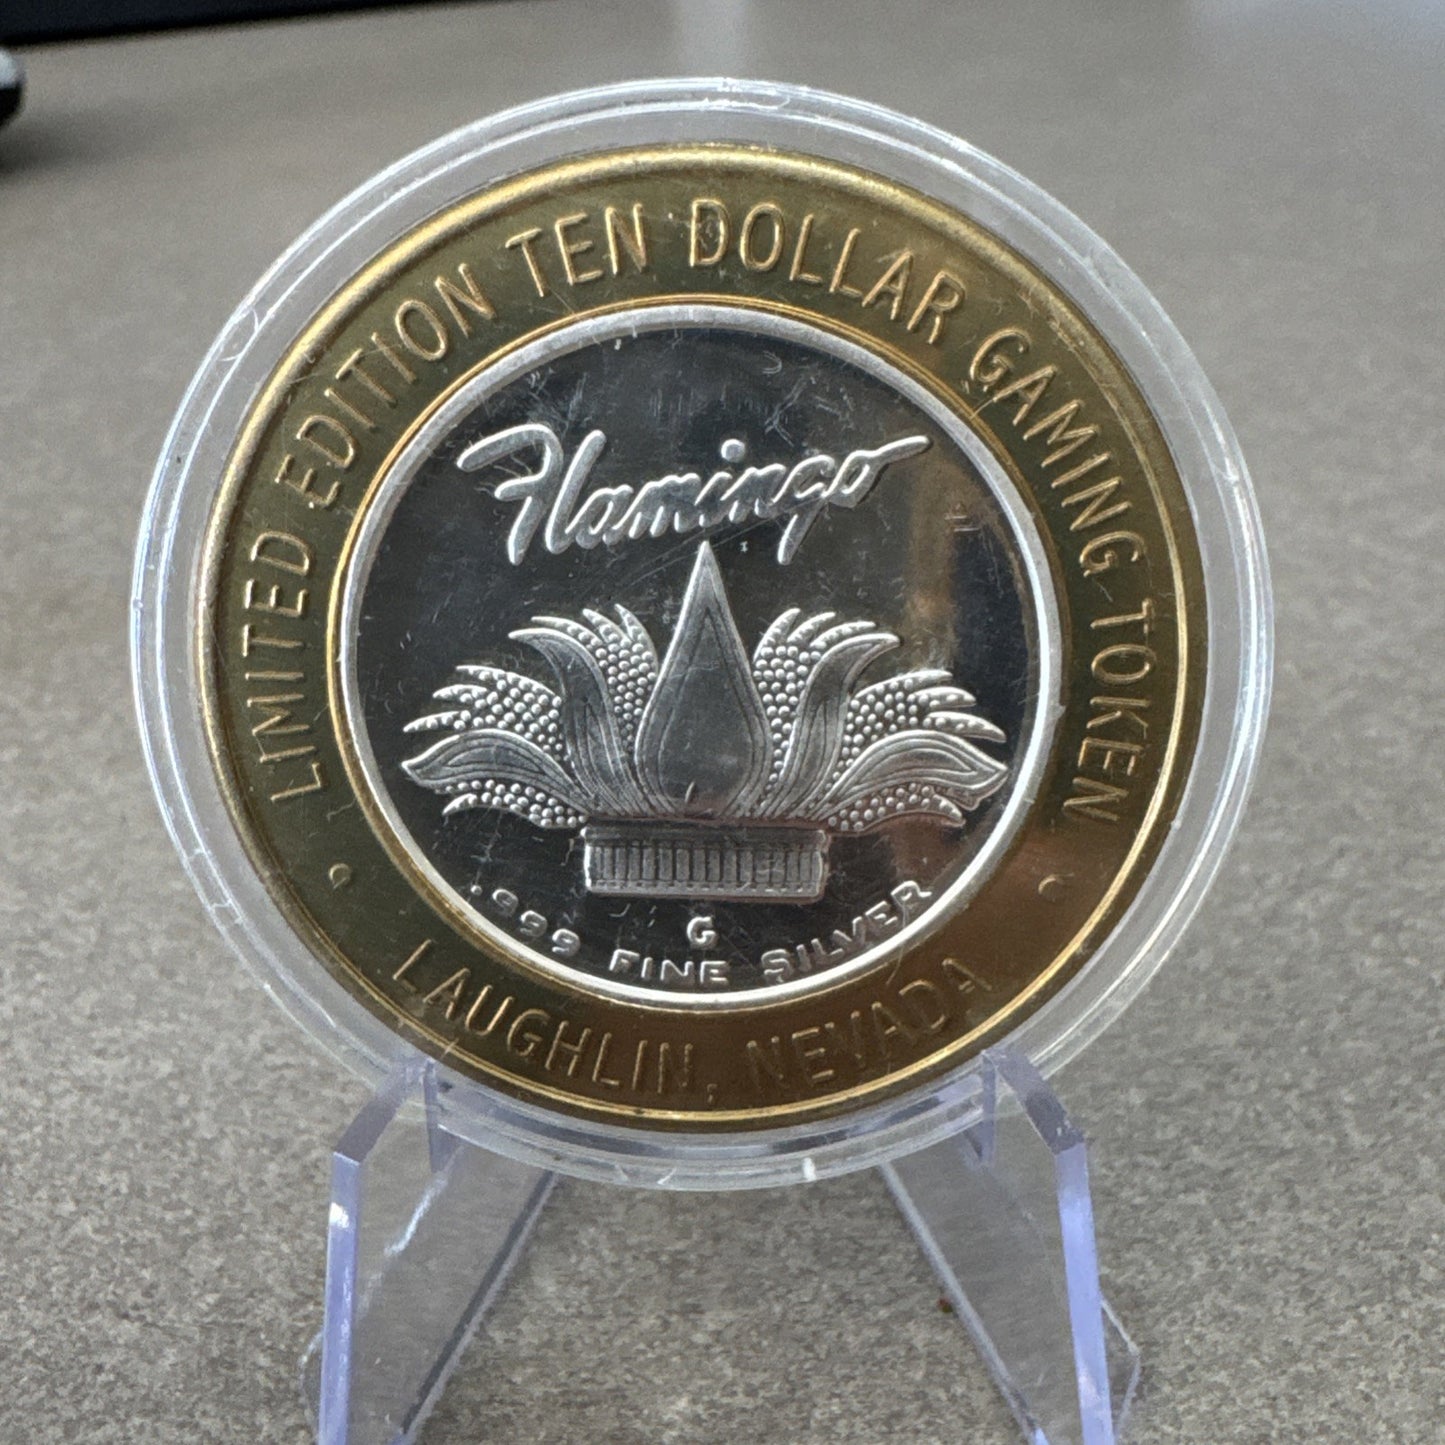 LIMITED EDITION TEN DOLLAR GAMING TOKEN
Flamingo
G
.999 FINE SILVER
• LAUGHLIN, NEVADA •